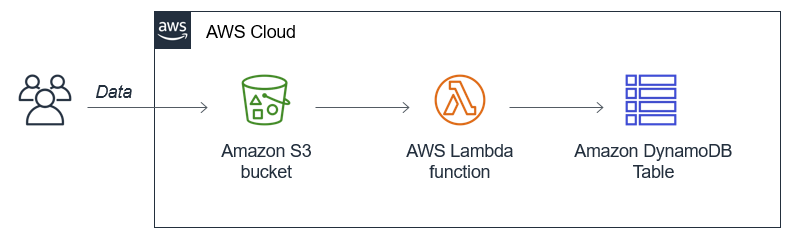 aws
AWS Cloud
Data
Amazon S3
bucket
AWS Lambda
function
Amazon DynamoDB
Table